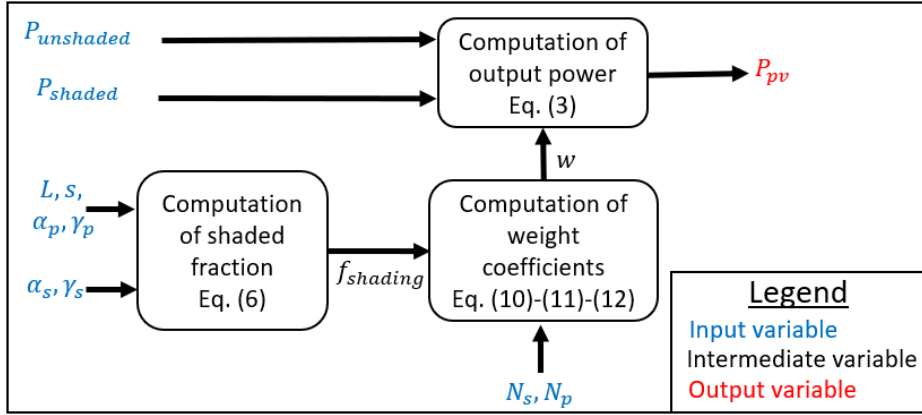 P_unshaded
P_shaded
Computation of
output power
Eq. (3)
P_pv
w
L, s,
α_p, γ_p
α_s, γ_s
Computation
of shaded
fraction
Eq. (6)
f_shading
Computation of
weight
coefficients
Eq. (10)-(11)-(12)
N_s, N_p
Legend
Input variable
Intermediate variable
Output variable